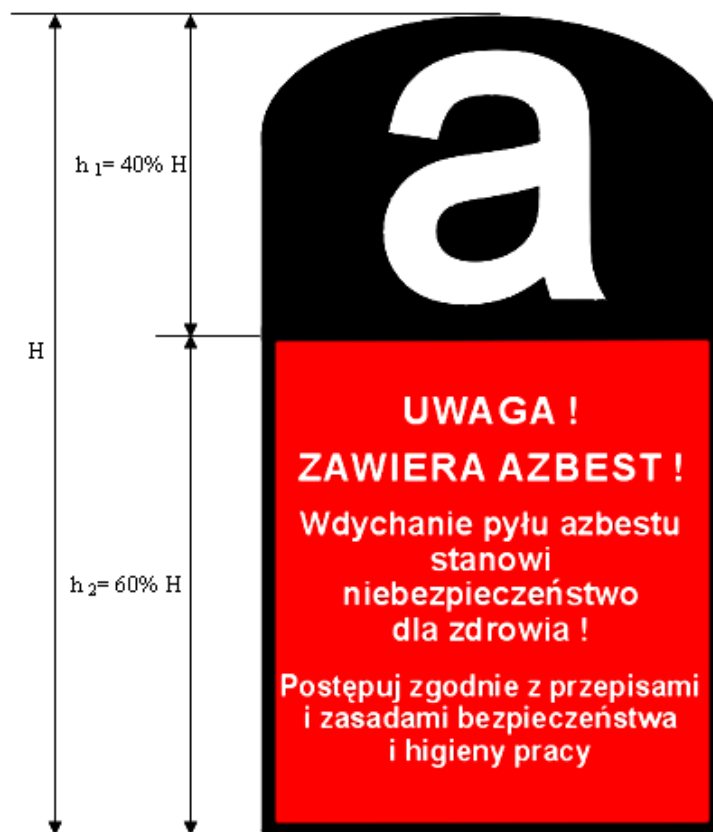 a
h 1= 40% H
H
UWAGA !
ZAWIERA AZBEST !
Wdychanie pyłu azbestu
stanowi
niebezpieczeństwo
dla zdrowia !
h 2= 60% H
Postępuj zgodnie z przepisami
i zasadami bezpieczeństwa
i higieny pracy